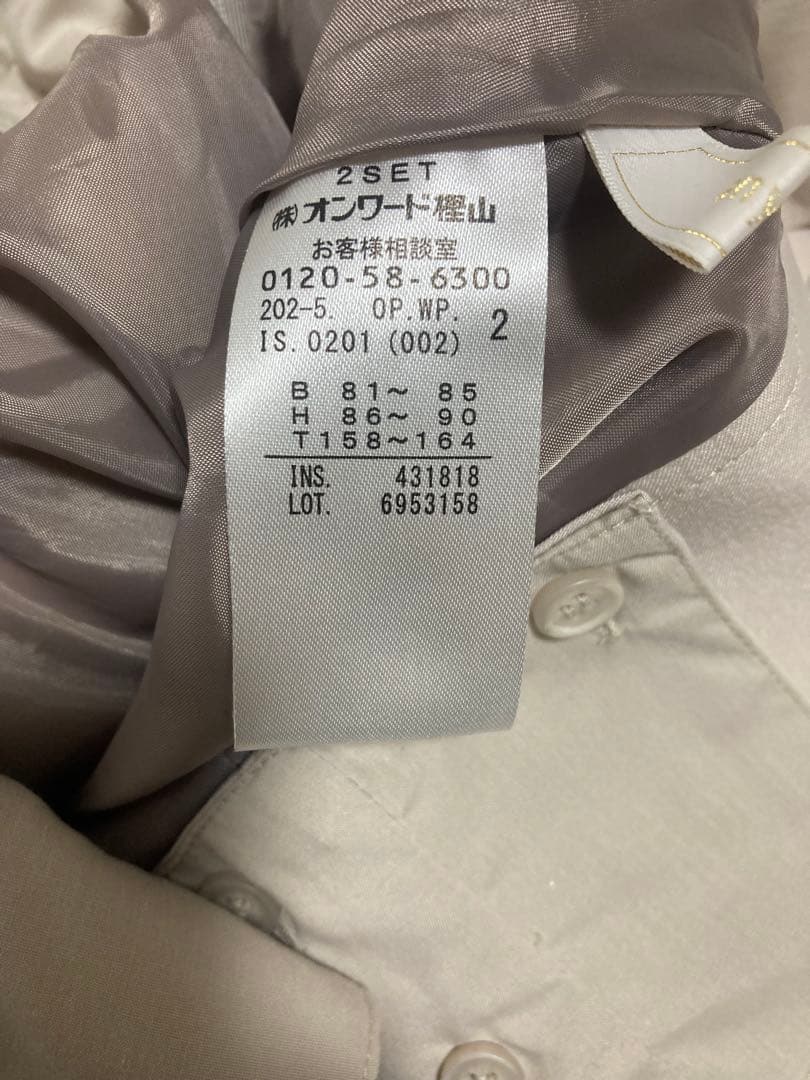 2SET
㈱オンワード樫山
お客様相談室
0120-58-6300
202-5. OP.WP.
IS.0201 (002) 2
B 81～ 85
H 86～ 90
T158～164
INS. 431818
LOT. 6953158